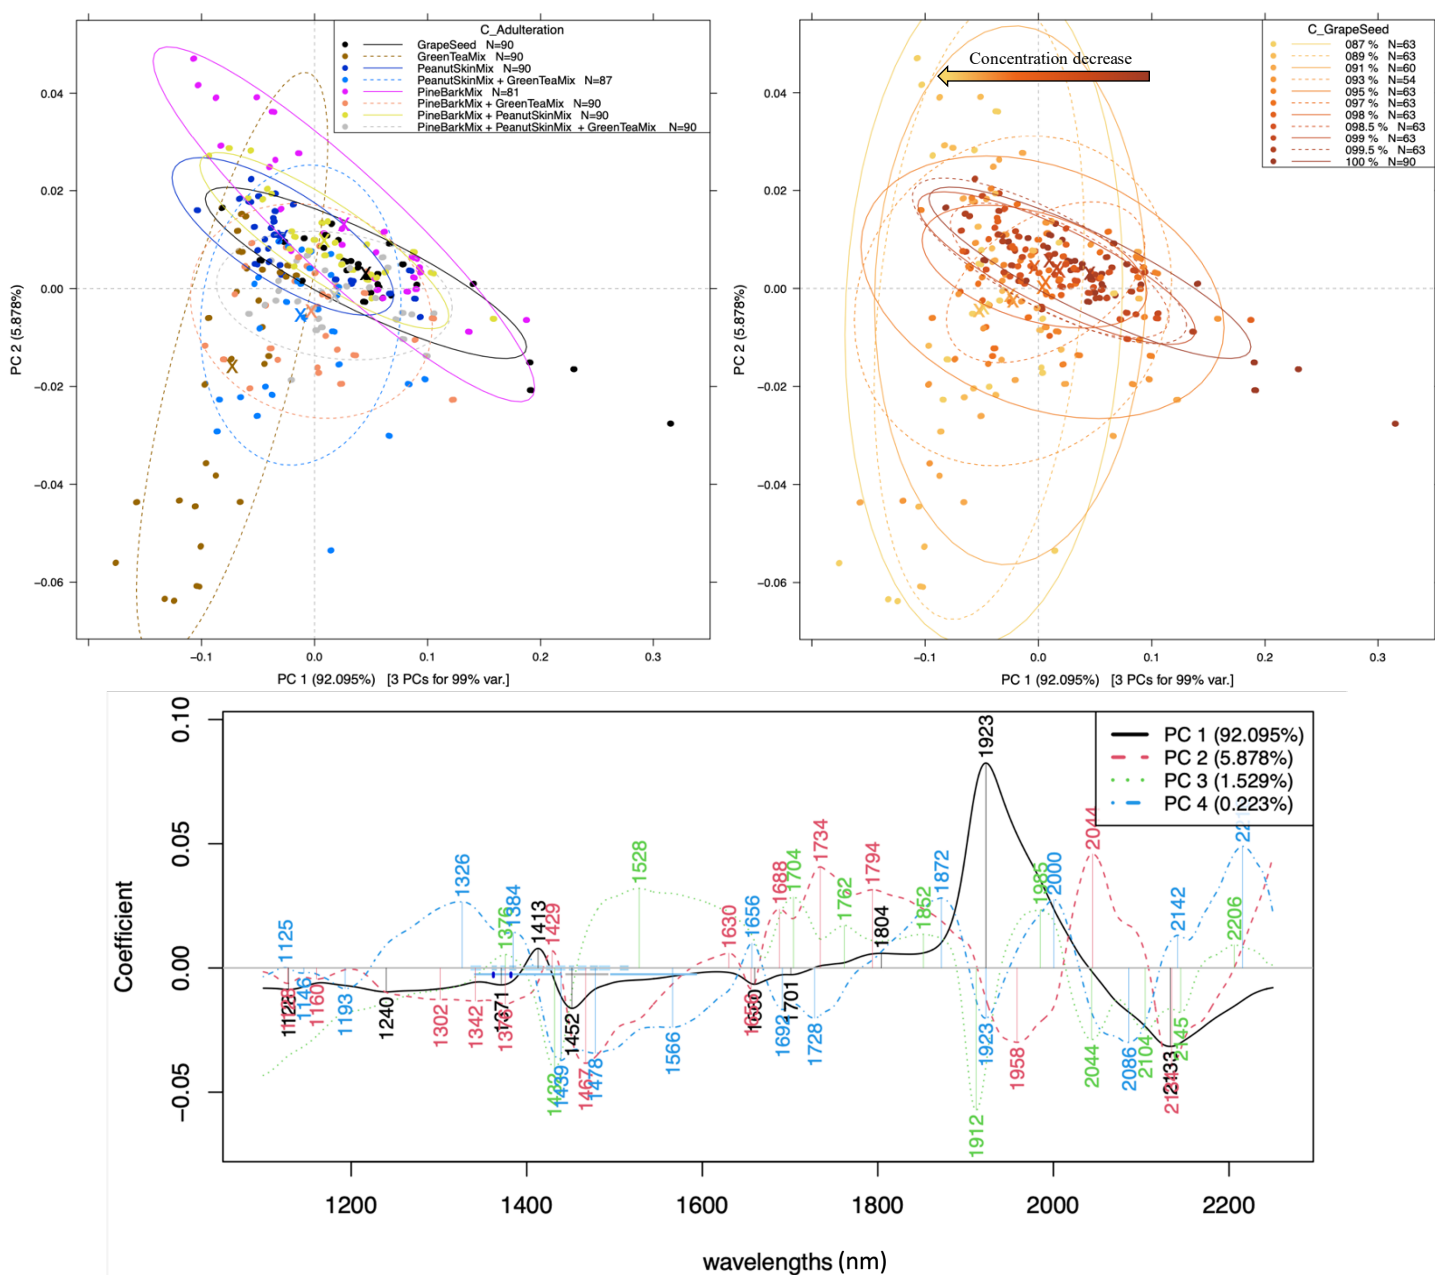 C_Adulteration
GrapeSeed N=90
GreenTeaMix N=90
PeanutSkinMix N=90
PeanutSkinMix + GreenTeaMix N=87
PineBarkMix N=81
PineBarkMix + GreenTeaMix N=90
PineBarkMix + PeanutSkinMix N=90
PineBarkMix + PeanutSkinMix + GreenTeaMix N=90
0.04
0.02
0.00
−0.02
−0.04
−0.06
PC 2 (5.878%)
−0.1 0.0 0.1 0.2 0.3
PC 1 (92.095%) [3 PCs for 99% var.]
Concentration decrease
C_GrapeSeed
087 % N=63
089 % N=63
091 % N=60
093 % N=54
095 % N=63
097 % N=63
098 % N=63
098.5 % N=63
099 % N=63
099.5 % N=63
100 % N=90
0.04
0.02
0.00
−0.02
−0.04
−0.06
PC 2 (5.878%)
−0.1 0.0 0.1 0.2 0.3
PC 1 (92.095%) [3 PCs for 99% var.]
PC 1 (92.095%)
PC 2 (5.878%)
PC 3 (1.529%)
PC 4 (0.223%)
0.10
0.05
0.00
−0.05
Coefficient
1125 1326 1376 1384 1413 1429 1528 1630 1656 1688 1704 1734 1762 1794 1804 1852 1872 1923 1985 2000 2044 2142 2206
1128 1146 1160 1193 1240 1302 1342 1371 1376 1439 1452 1467 1478 1566 1660 1692 1701 1728 1912 1923 1958 2044 2086 2104 2133 2145
1200 1400 1600 1800 2000 2200
wavelengths (nm)